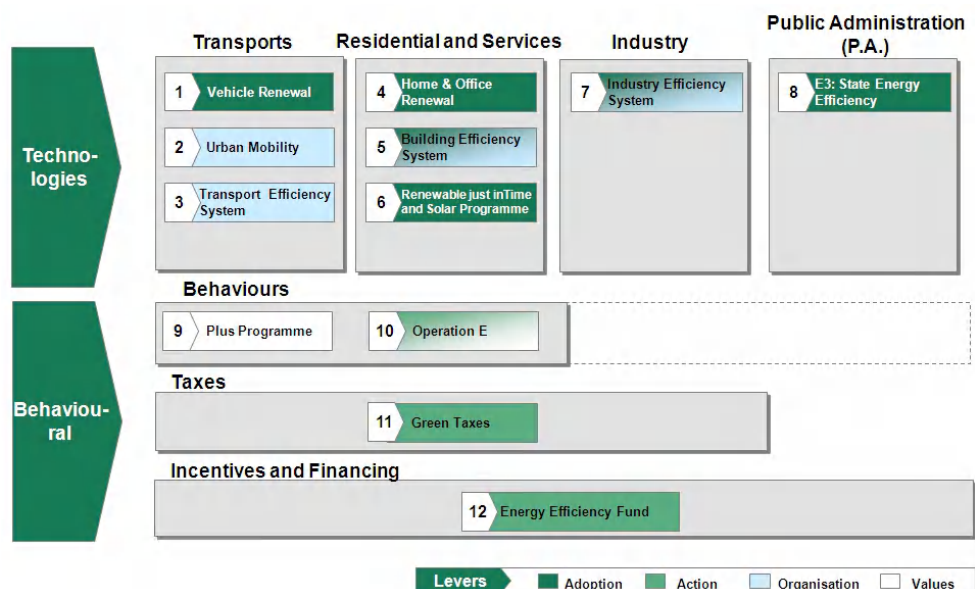 Transports
Residential and Services
Industry
Public Administration
(P.A.)
Techno-
logies
1 Vehicle Renewal
2 Urban Mobility
3 Transport Efficiency
System
4 Home & Office
Renewal
5 Building Efficiency
System
6 Renewable just inTime
and Solar Programme
7 Industry Efficiency
System
8 E3: State Energy
Efficiency
Behaviou-
ral
Behaviours
9 Plus Programme
10 Operation E
Taxes
11 Green Taxes
Incentives and Financing
12 Energy Efficiency Fund
Levers Adoption Action Organisation Values